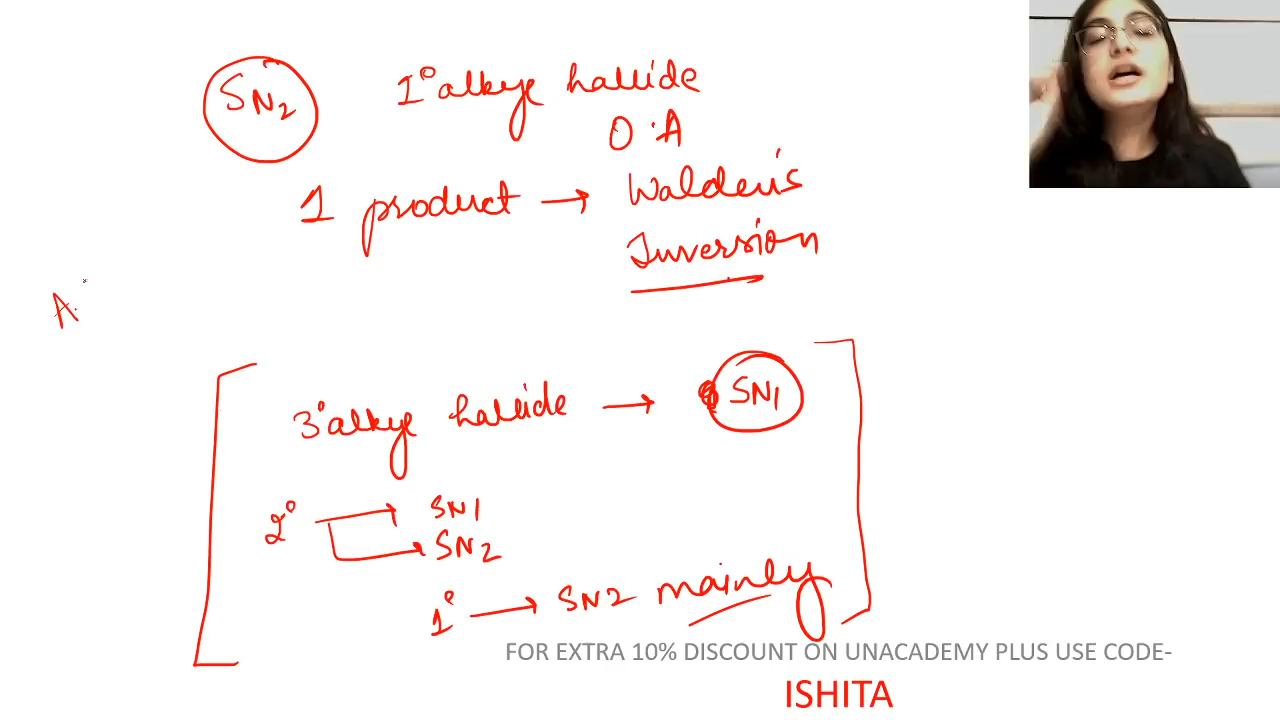 SN2
1° alkyl halide
O.A
1 product → Walden's
Inversion
A.
3° alkyl halide → SN1
2° → SN1
→ SN2
1° → SN2 mainly
FOR EXTRA 10% DISCOUNT ON UNACADEMY PLUS USE CODE-
ISHITA